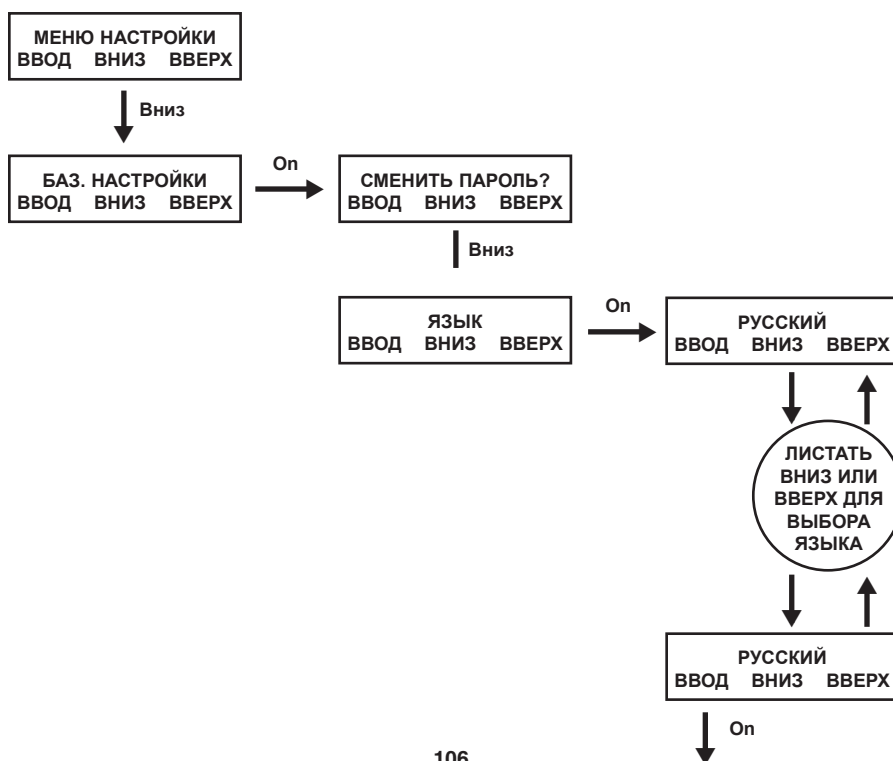 МЕНЮ НАСТРОЙКИ
ВВОД ВНИЗ ВВЕРХ
Вниз
БАЗ. НАСТРОЙКИ
ВВОД ВНИЗ ВВЕРХ
On
СМЕНИТЬ ПАРОЛЬ?
ВВОД ВНИЗ ВВЕРХ
Вниз
ЯЗЫК
ВВОД ВНИЗ ВВЕРХ
On
РУССКИЙ
ВВОД ВНИЗ ВВЕРХ
ЛИСТАТЬ
ВНИЗ ИЛИ
ВВЕРХ ДЛЯ
ВЫБОРА
ЯЗЫКА
РУССКИЙ
ВВОД ВНИЗ ВВЕРХ
On
106